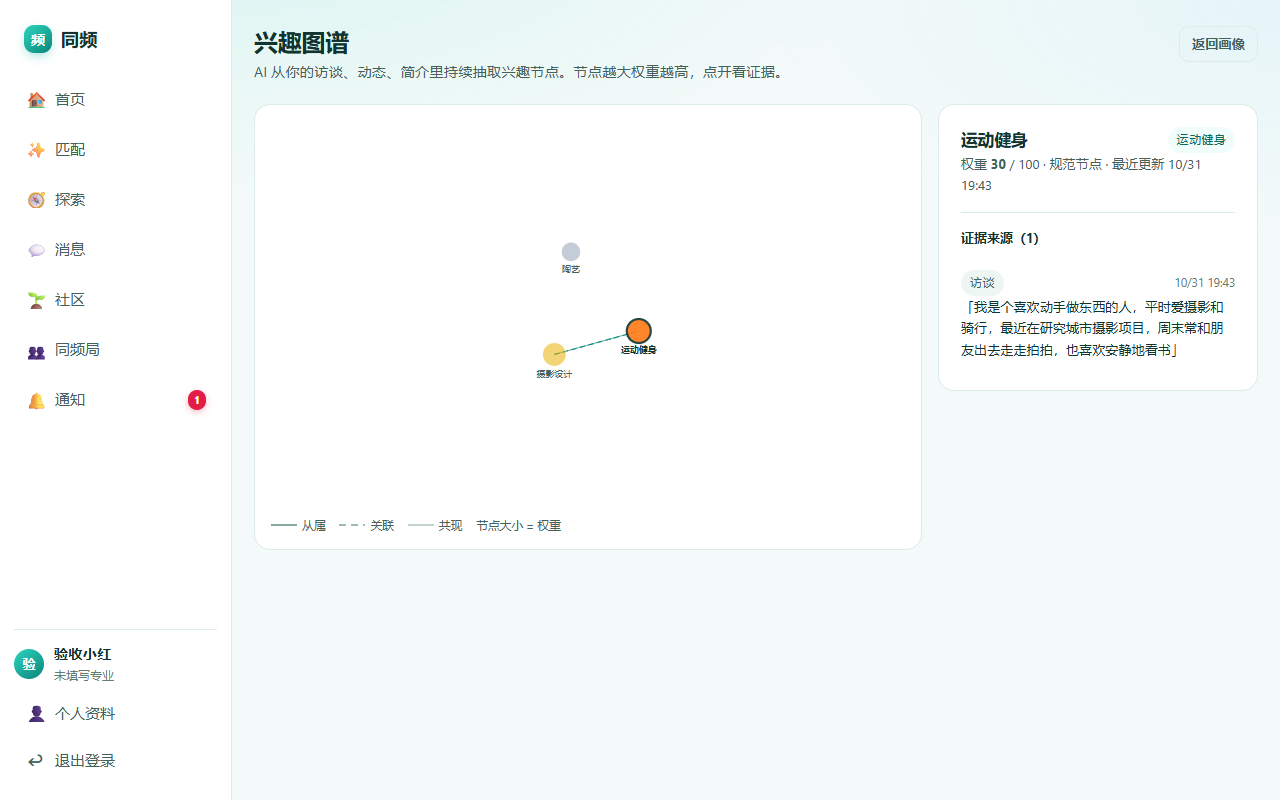 频 同频
首页
匹配
探索
消息
社区
同频局
通知 1
验 验收小红
未填写专业
个人资料
退出登录
兴趣图谱
AI 从你的访谈、动态、简介里持续抽取兴趣节点。节点越大权重越高，点开看证据。
返回画像
陶艺
运动健身
摄影设计
从属 关联 共现 节点大小 = 权重
运动健身 运动健身
权重 30 / 100 · 规范节点 · 最近更新 10/31
19:43
证据来源（1）
访谈 10/31 19:43
「我是个喜欢动手做东西的人，平时爱摄影和
骑行，最近在研究城市摄影项目，周末常和朋
友出去走走拍拍，也喜欢安静地看书」